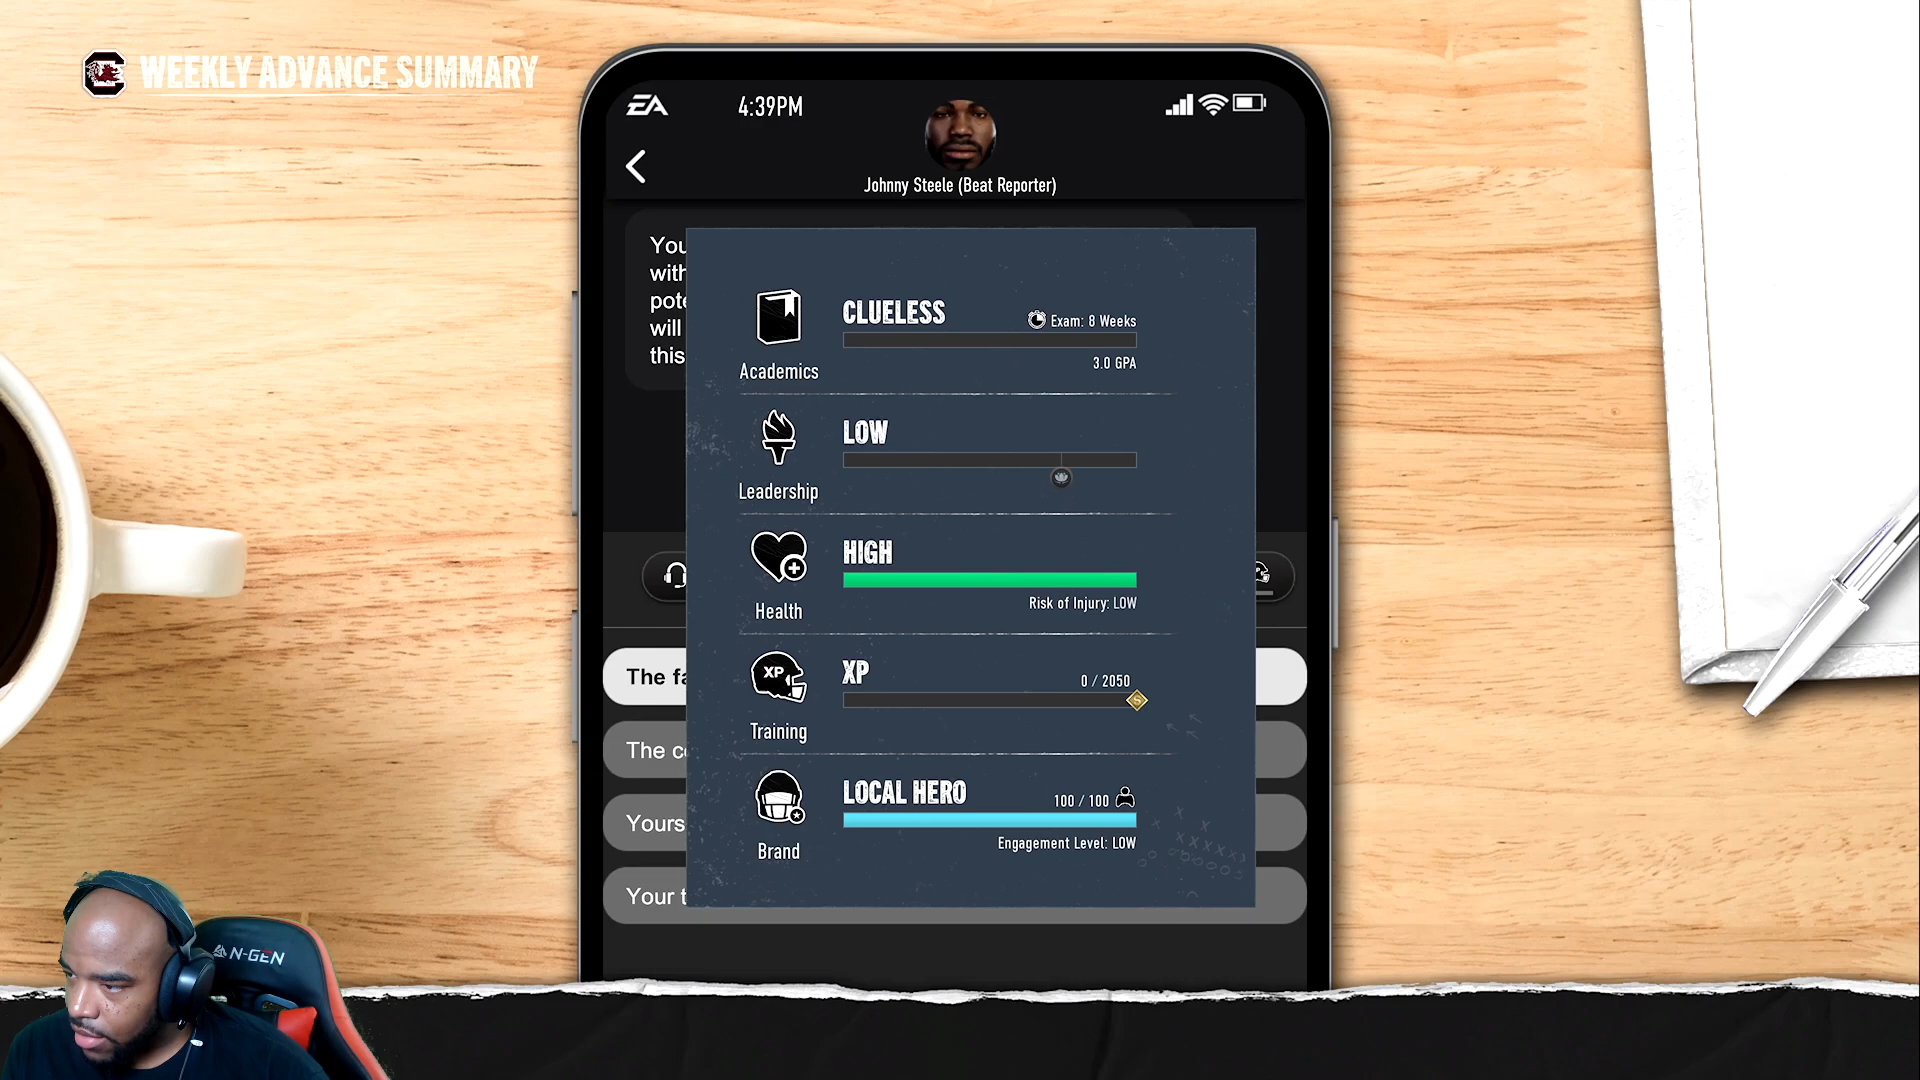 WEEKLY ADVANCE SUMMARY
EA
4:39PM
Johnny Steele (Beat Reporter)
You
with
will
this
CLUELESS
Exam: 8 Weeks
3.0 GPA
Academics
LOW
Leadership
HIGH
Risk of Injury: LOW
Health
XP
XP
0 / 2050
Training
LOCAL HERO
100 / 100
Engagement Level: LOW
Brand
The
The
Yours
Your
N-GEN